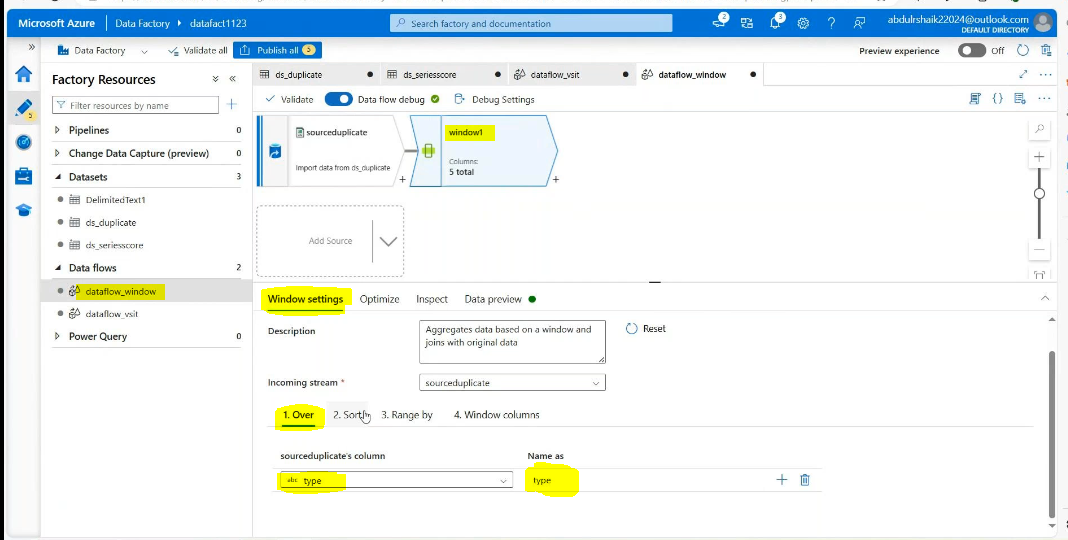 Microsoft Azure
Data Factory
datafact1123
Search factory and documentation
2
3
abdulrshaik22024@outlook.com
DEFAULT DIRECTORY
Data Factory
Validate all
Publish all
5
Preview experience
Off
5
Factory Resources
Filter resources by name
Pipelines 0
Change Data Capture (preview) 0
Datasets 3
DelimitedText1
ds_duplicate
ds_seriesscore
Data flows 2
dataflow_window
dataflow_vsit
Power Query 0
ds_duplicate
ds_seriesscore
dataflow_vsit
dataflow_window
Validate
Data flow debug
Debug Settings
sourceduplicate
Import data from ds_duplicate
window1
Columns:
5 total
Add Source
Window settings
Optimize
Inspect
Data preview
Description
Aggregates data based on a window and
joins with original data
Reset
Incoming stream *
sourceduplicate
1. Over
2. Sort
3. Range by
4. Window columns
sourceduplicate's column
Name as
abc type
type